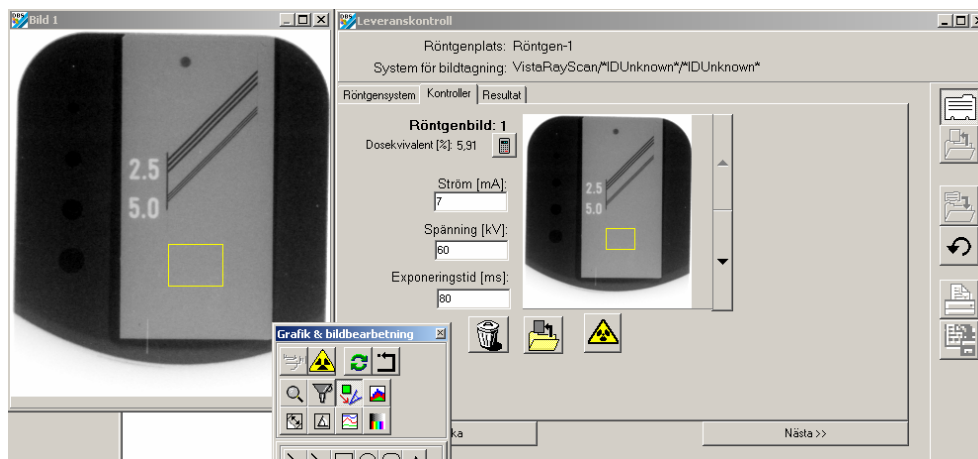 DBS
Bild 1
2.5
5.0
DBS
Leveranskontroll
Röntgenplats: Röntgen-1
System för bildtagning: VistaRayScan/*IDUnknown*/*IDUnknown*
Röntgensystem Kontroller Resultat
Röntgenbild: 1
Dosekvivalent [%]: 5,91
Ström [mA]:
7
Spänning [kV]:
60
Exponeringstid [ms]:
80
2.5
5.0
Nästa >>
Grafik & bildbearbetning